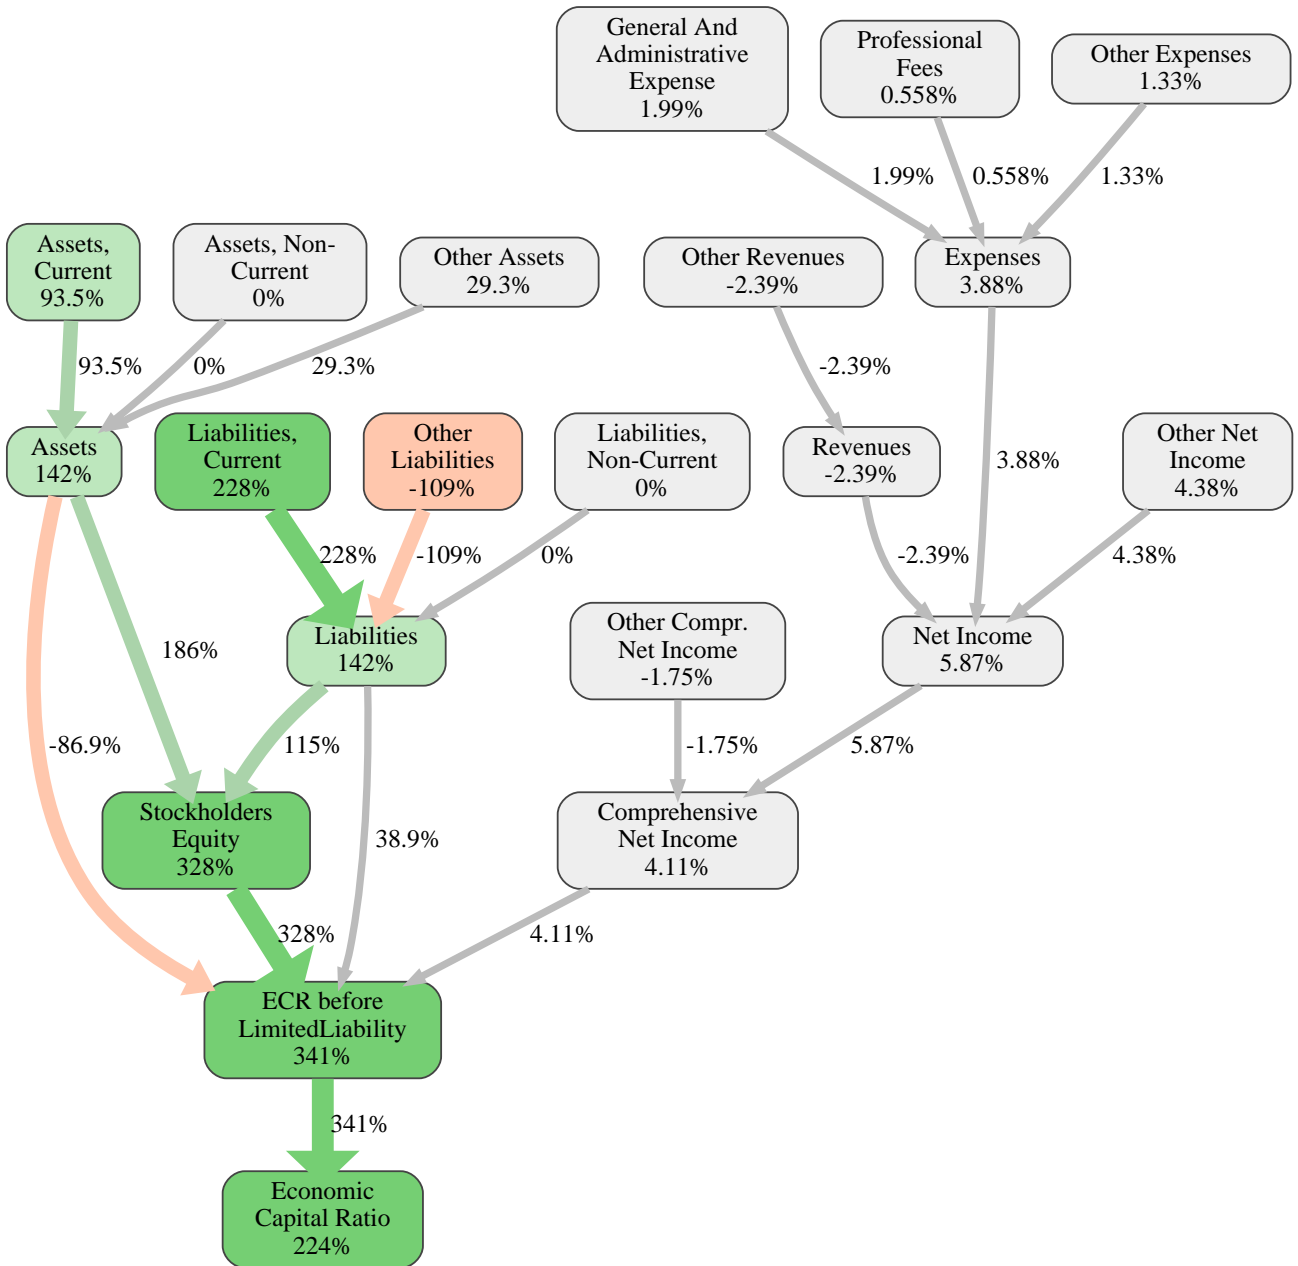 General And
Administrative
Expense
1.99%
Professional
Fees
0.558%
Other Expenses
1.33%
1.99%
0.558%
1.33%
Assets,
Current
93.5%
Assets, Non-
Current
0%
Other Assets
29.3%
Other Revenues
-2.39%
Expenses
3.88%
93.5%
0%
29.3%
-2.39%
Assets
142%
Liabilities,
Current
228%
Other
Liabilities
-109%
Liabilities,
Non-Current
0%
Revenues
-2.39%
3.88%
Other Net
Income
4.38%
228%
-109%
0%
-2.39%
4.38%
186%
Liabilities
142%
Other Compr.
Net Income
-1.75%
Net Income
5.87%
-86.9%
115%
-1.75%
5.87%
Stockholders
Equity
328%
38.9%
Comprehensive
Net Income
4.11%
328%
4.11%
ECR before
LimitedLiability
341%
341%
Economic
Capital Ratio
224%